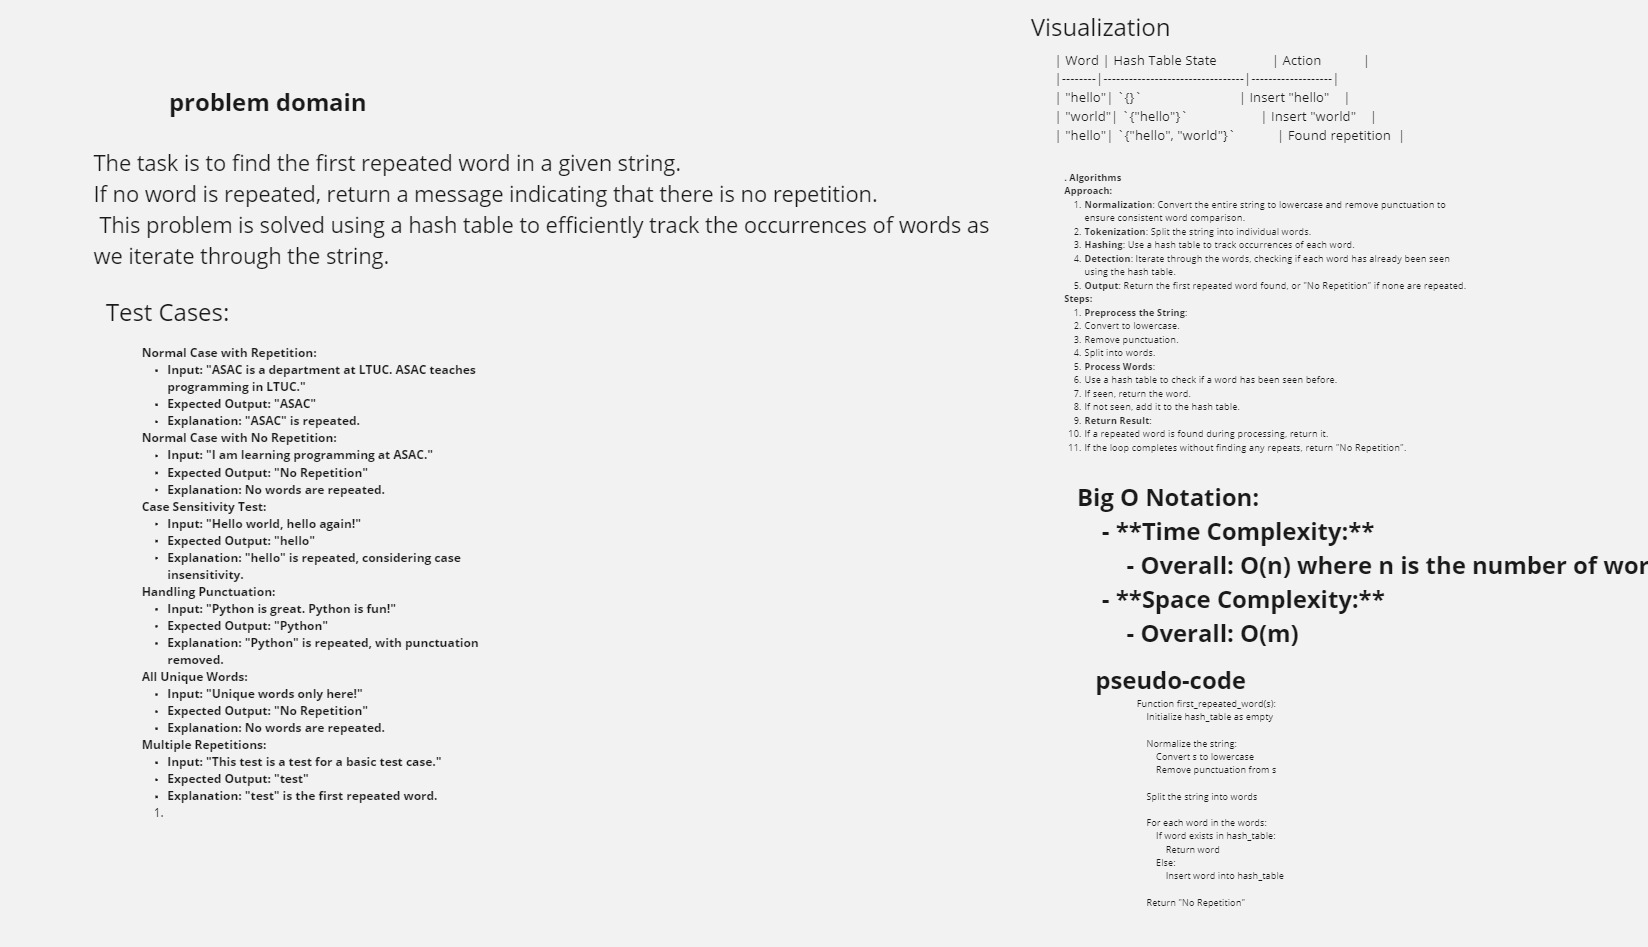 problem domain
The task is to find the first repeated word in a given string.
If no word is repeated, return a message indicating that there is no repetition.
This problem is solved using a hash table to efficiently track the occurrences of words as
we iterate through the string.
Test Cases:
Normal Case with Repetition:
• Input: "ASAC is a department at LTUC. ASAC teaches
programming in LTUC."
• Expected Output: "ASAC"
• Explanation: "ASAC" is repeated.
Normal Case with No Repetition:
• Input: "I am learning programming at ASAC."
• Expected Output: "No Repetition"
• Explanation: No words are repeated.
Case Sensitivity Test:
• Input: "Hello world, hello again!"
• Expected Output: "hello"
• Explanation: "hello" is repeated, considering case
insensitivity.
Handling Punctuation:
• Input: "Python is great. Python is fun!"
• Expected Output: "Python"
• Explanation: "Python" is repeated, with punctuation
removed.
All Unique Words:
• Input: "Unique words only here!"
• Expected Output: "No Repetition"
• Explanation: No words are repeated.
Multiple Repetitions:
• Input: "This test is a test for a basic test case."
• Expected Output: "test"
• Explanation: "test" is the first repeated word.
1.
Visualization
| Word | Hash Table State | Action |
|--------|---------------------------------|-------------------|
| "hello"| `{}` | Insert "hello" |
| "world"| `{"hello"}` | Insert "world" |
| "hello"| `{"hello", "world"}` | Found repetition |
. Algorithms
Approach:
1. Normalization: Convert the entire string to lowercase and remove punctuation to
ensure consistent word comparison.
2. Tokenization: Split the string into individual words.
3. Hashing: Use a hash table to track occurrences of each word.
4. Detection: Iterate through the words, checking if each word has already been seen
using the hash table.
5. Output: Return the first repeated word found, or "No Repetition" if none are repeated.
Steps:
1. Preprocess the String:
2. Convert to lowercase.
3. Remove punctuation.
4. Split into words.
5. Process Words:
6. Use a hash table to check if a word has been seen before.
7. If seen, return the word.
8. If not seen, add it to the hash table.
9. Return Result:
10. If a repeated word is found during processing, return it.
11. If the loop completes without finding any repeats, return "No Repetition".
Big O Notation:
- **Time Complexity:**
- Overall: O(n) where n is the number of wor
- **Space Complexity:**
- Overall: O(m)
pseudo-code
Function first_repeated_word(s):
Initialize hash_table as empty
Normalize the string:
Convert s to lowercase
Remove punctuation from s
Split the string into words
For each word in the words:
If word exists in hash_table:
Return word
Else:
Insert word into hash_table
Return "No Repetition"